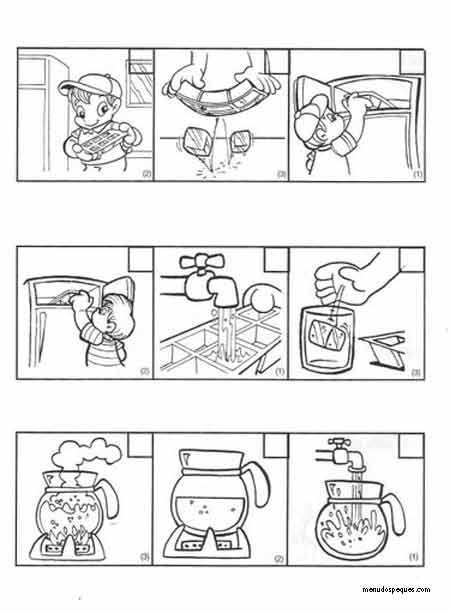 (2) (3) (1)
(2) (1) (3)
(3) (2) (1)
menudospeques.com